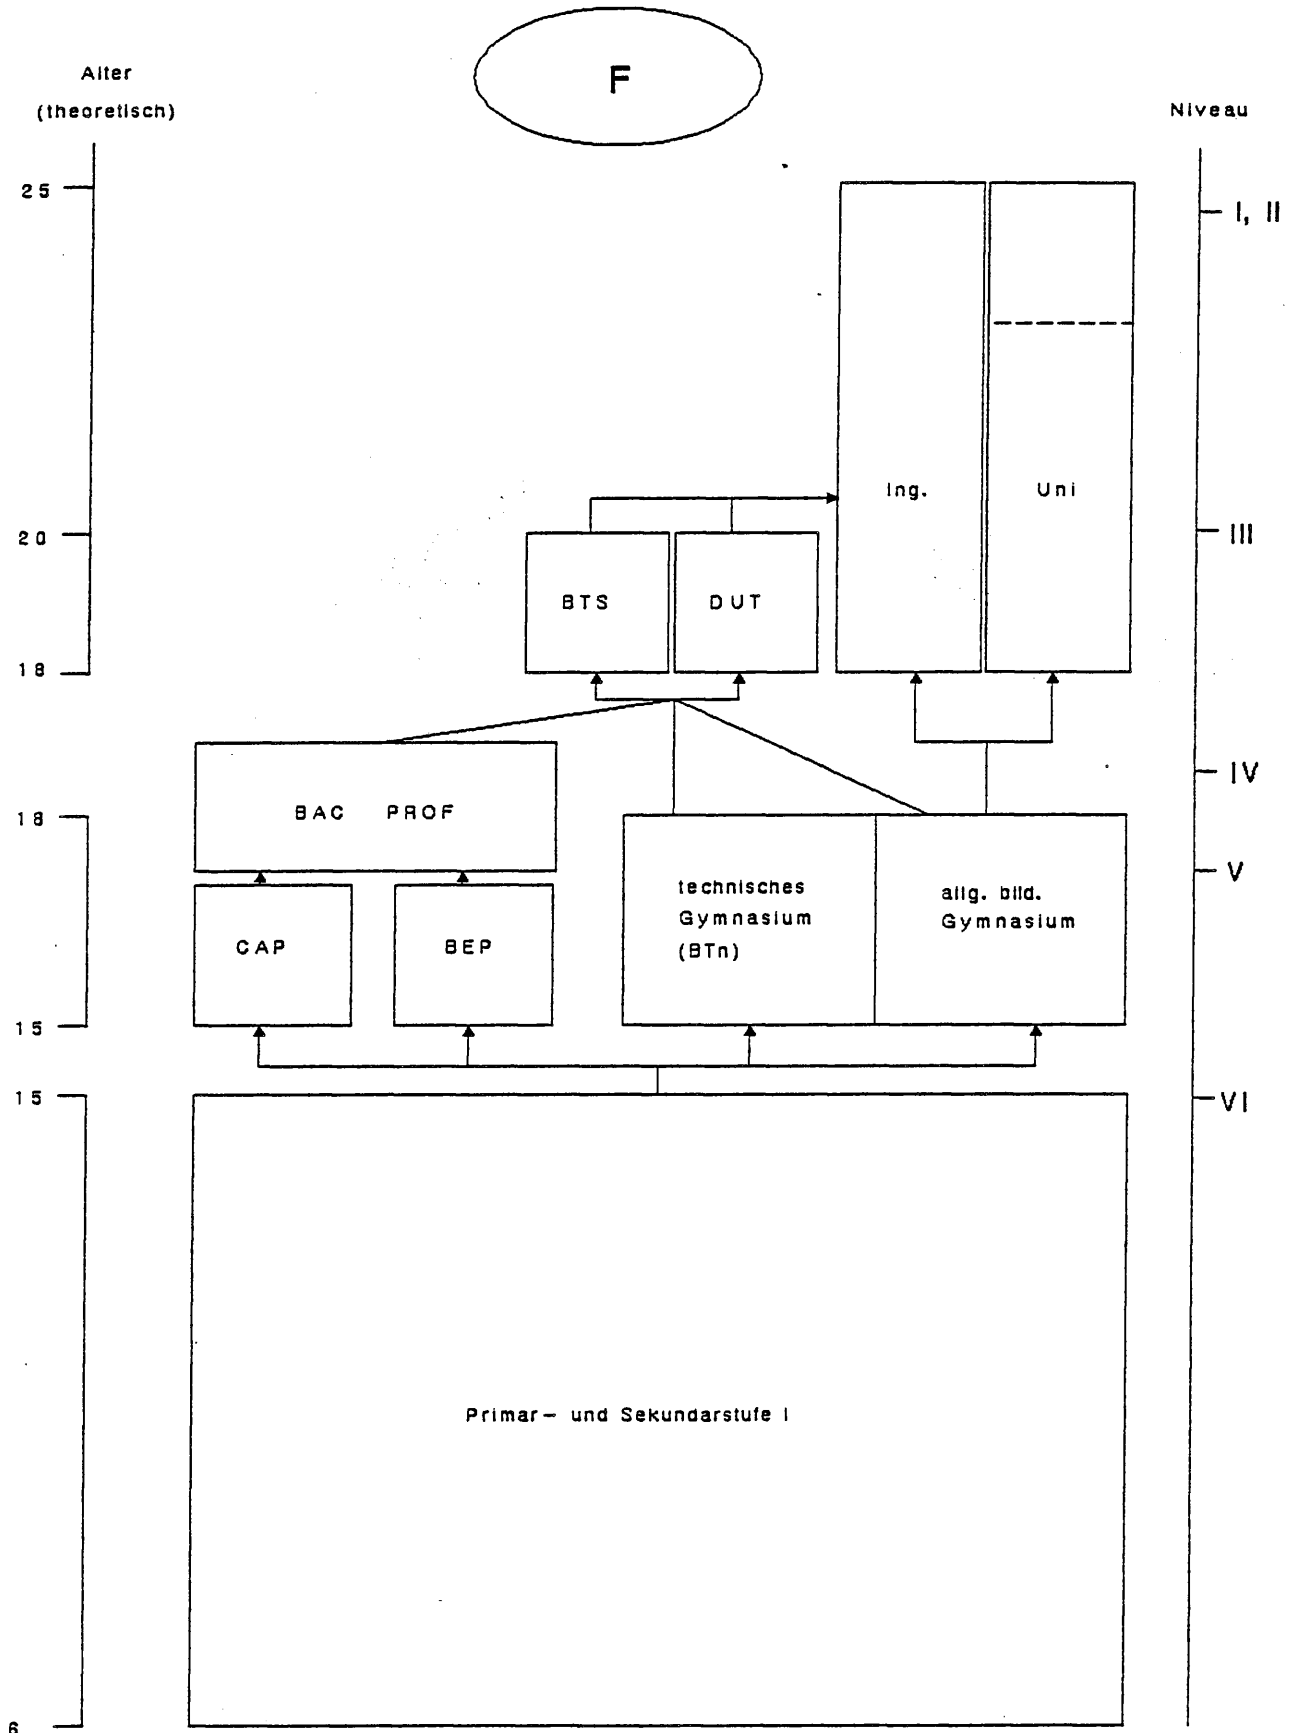 F
Alter
(theoretisch)
Niveau
25
I, II
Ing.
Uni
20
III
BTS
DUT
18
IV
BAC PROF
18
V
technisches
Gymnasium
(BTn)
allg. bild.
Gymnasium
CAP
BEP
15
15
VI
Primar- und Sekundarstufe I
6